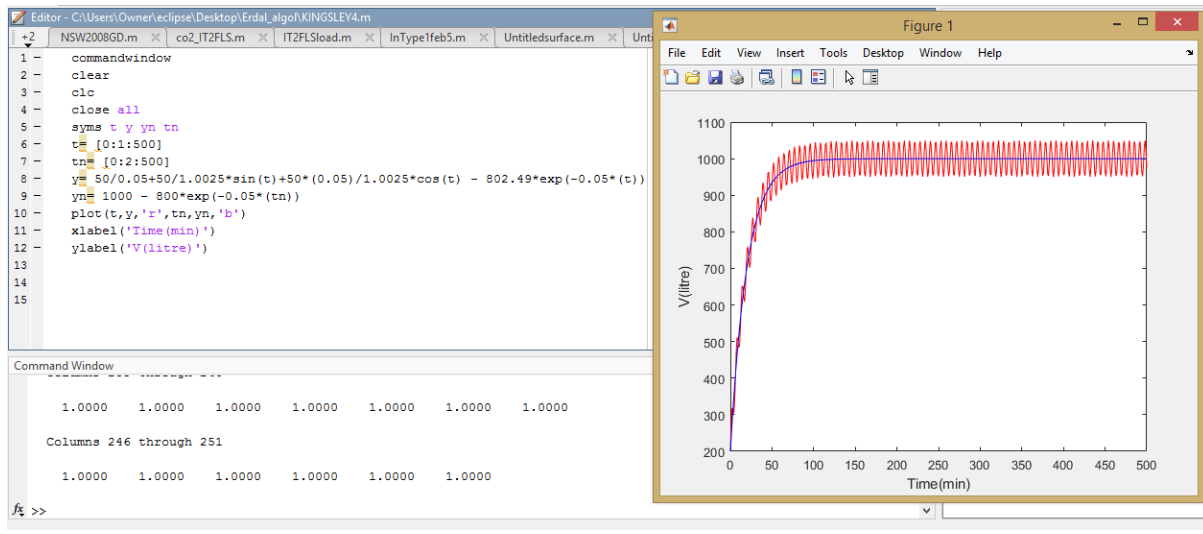 Editor - C:\Users\Owner\eclipse\Desktop\Erdal_algol\KINGSLEY4.m
+2 NSW2008GD.m co2_IT2FLS.m IT2FLSload.m InType1feb5.m Untitledsurface.m Unti
1 - commandwindow
2 - clear
3 - clc
4 - close all
5 - syms t y yn tn
6 - t= [0:1:500]
7 - tn= [0:2:500]
8 - y= 50/0.05+50/1.0025*sin(t)+50*(0.05)/1.0025*cos(t) - 802.49*exp(-0.05*(t))
9 - yn= 1000 - 800*exp(-0.05*(tn))
10 - plot(t,y,'r',tn,yn,'b')
11 - xlabel('Time(min)')
12 - ylabel('V(litre)')
13
14
15
Command Window
1.0000 1.0000 1.0000 1.0000 1.0000 1.0000 1.0000
Columns 246 through 251
1.0000 1.0000 1.0000 1.0000 1.0000 1.0000
fx >>
Figure 1
File Edit View Insert Tools Desktop Window Help
1100
1000
900
800
700
600
500
400
300
200
V(litre)
0 50 100 150 200 250 300 350 400 450 500
Time(min)